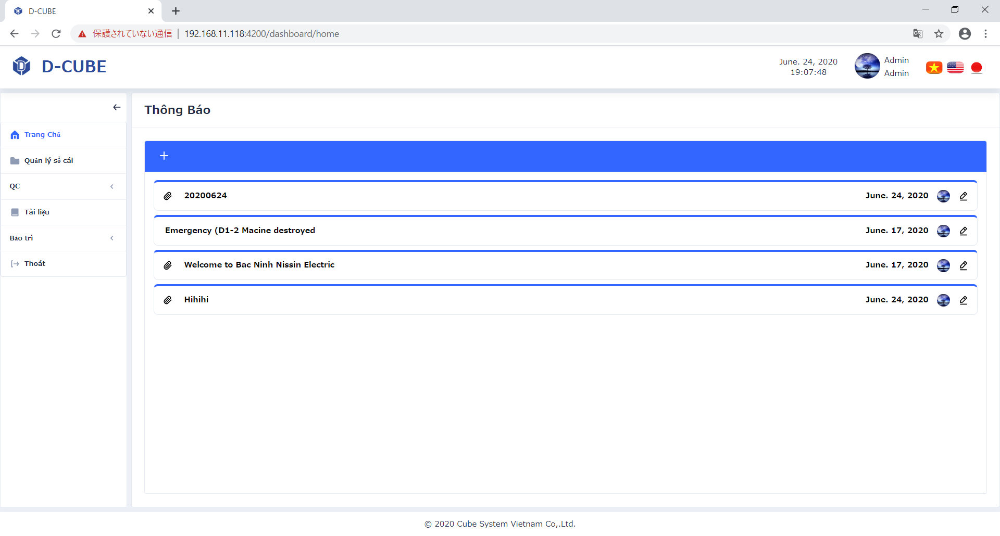 D-CUBE
保護されていない通信 | 192.168.11.118:4200/dashboard/home
D-CUBE
June. 24, 2020
19:07:48
Admin
Admin
Thông Báo
Trang Chủ
Quản lý sổ cái
QC
Tài liệu
Bảo trì
Thoát
20200624 June. 24, 2020
Emergency (D1-2 Macine destroyed June. 17, 2020
Welcome to Bac Ninh Nissin Electric June. 17, 2020
Hihihi June. 24, 2020
© 2020 Cube System Vietnam Co,.Ltd.